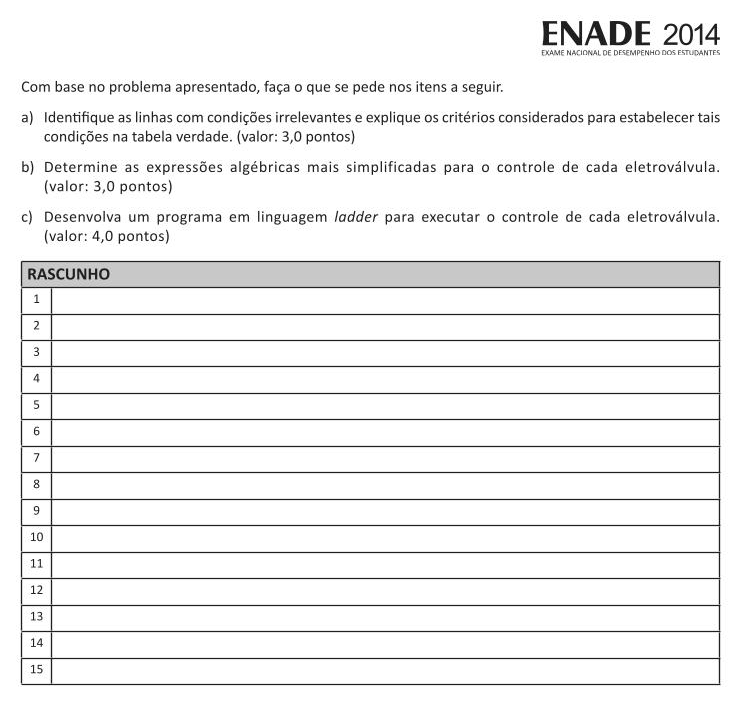 ENADE 2014
EXAME NACIONAL DE DESEMPENHO DOS ESTUDANTES
Com base no problema apresentado, faça o que se pede nos itens a seguir.
a) Identifique as linhas com condições irrelevantes e explique os critérios considerados para estabelecer tais
condições na tabela verdade. (valor: 3,0 pontos)
b) Determine as expressões algébricas mais simplificadas para o controle de cada eletroválvula.
(valor: 3,0 pontos)
c) Desenvolva um programa em linguagem ladder para executar o controle de cada eletroválvula.
(valor: 4,0 pontos)
RASCUNHO
1
2
3
4
5
6
7
8
9
10
11
12
13
14
15